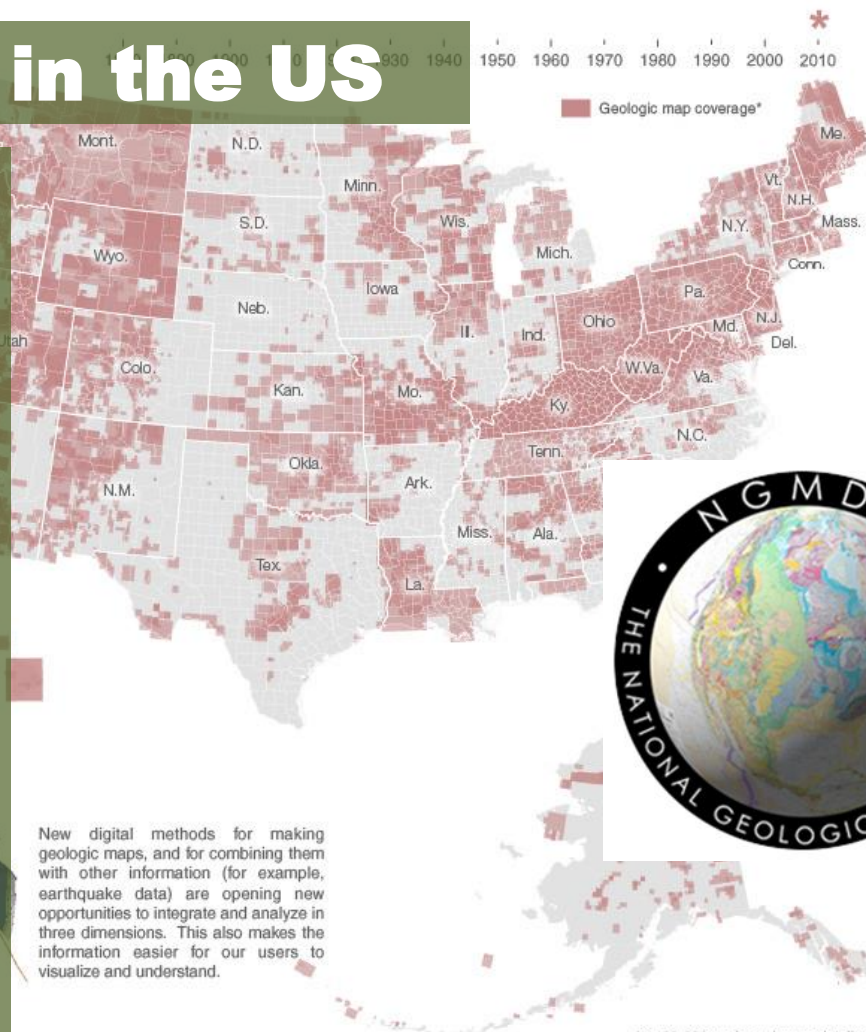 in the US
1940 1950 1960 1970 1980 1990 2000 2010
*
Geologic map coverage*
Mont.
N.D.
Minn.
Me.
Vt.
N.H.
S.D.
Wis.
N.Y.
Mass.
Wyo.
Mich.
Conn.
Iowa
Pa.
Neb.
Ill.
Ind.
Ohio
N.J.
Md.
Utah
Del.
Colo.
W.Va.
Va.
Kan.
Mo.
Ky.
N.C.
Tenn.
Okla.
Ark.
N.M.
Miss.
Ala.
Tex.
La.
NGMD
THE NATIONAL GEOLOGIC
New digital methods for making
geologic maps, and for combining them
with other information (for example,
earthquake data) are opening new
opportunities to integrate and analyze in
three dimensions. This also makes the
information easier for our users to
visualize and understand.